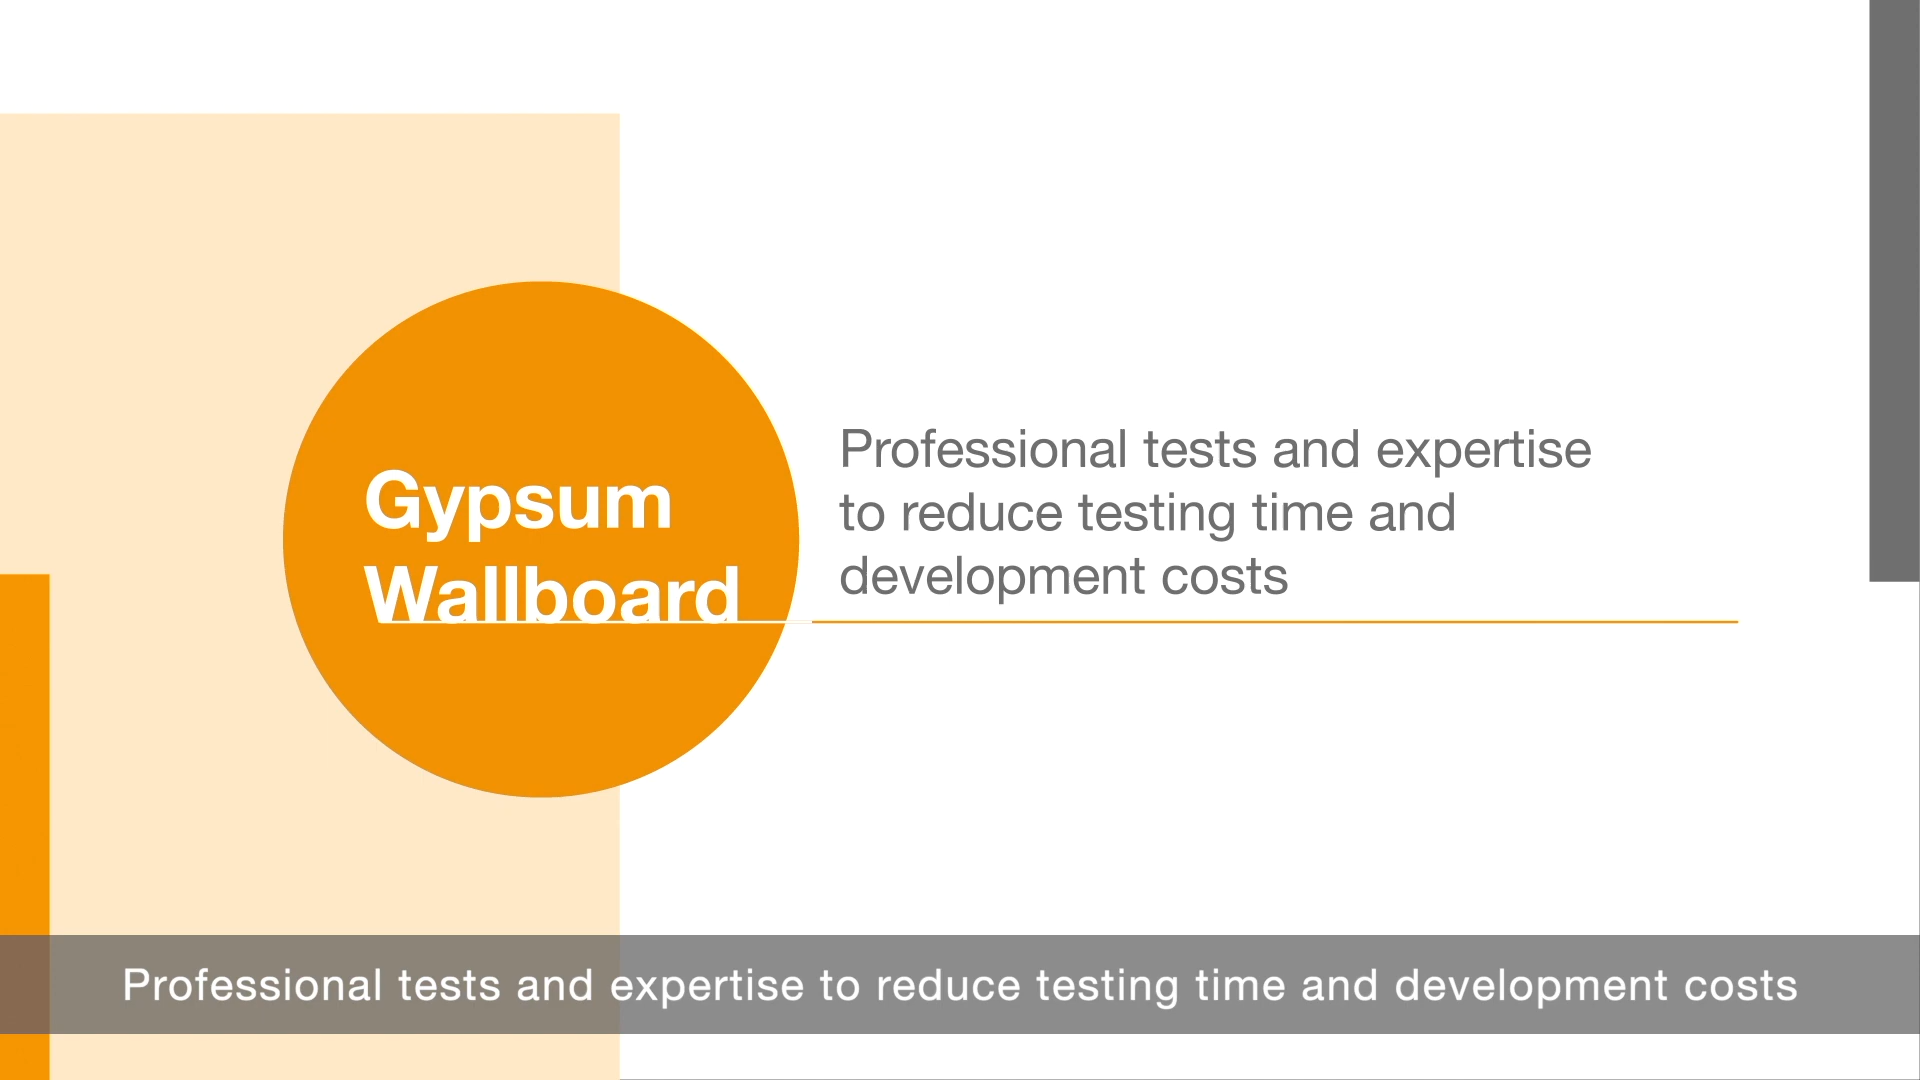 Gypsum
Wallboard
Professional tests and expertise
to reduce testing time and
development costs
Professional tests and expertise to reduce testing time and development costs